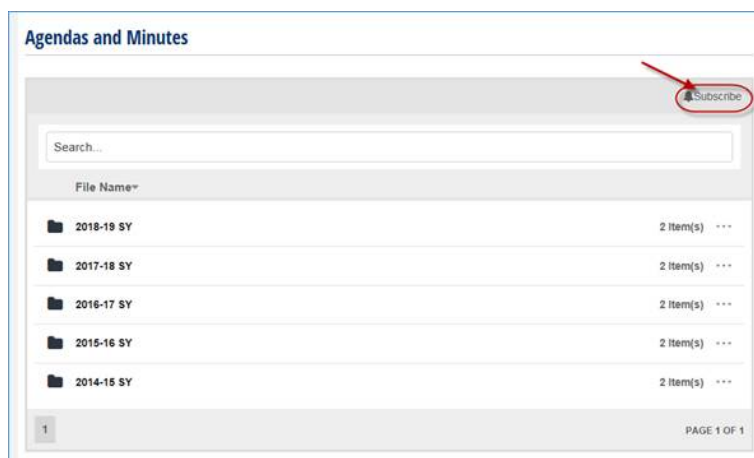 Agendas and Minutes
Subscribe
Search...
File Name
2018-19 SY 2 Item(s) ...
2017-18 SY 2 Item(s) ...
2016-17 SY 2 Item(s) ...
2015-16 SY 2 Item(s) ...
2014-15 SY 2 Item(s) ...
1 PAGE 1 OF 1